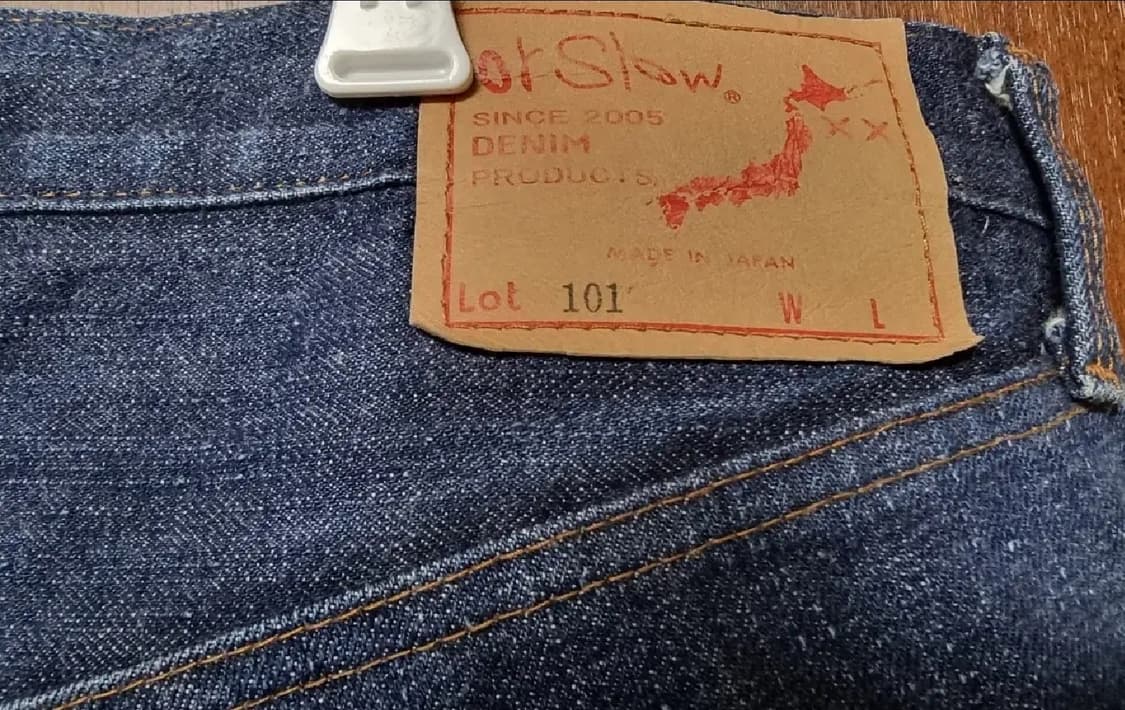 orSlow®
SINCE 2005
DENIM
PRODUCTS
XX
MADE IN JAPAN
Lot 101 W L